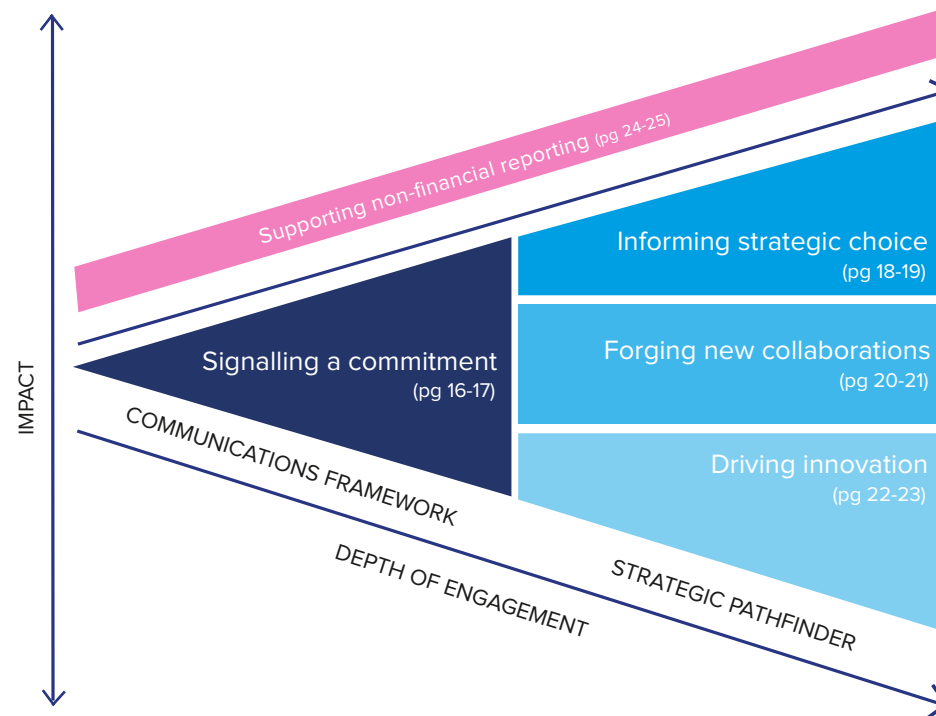 Supporting non-financial reporting (pg 24-25)
Informing strategic choice
(pg 18-19)
Signalling a commitment
(pg 16-17)
Forging new collaborations
(pg 20-21)
Driving innovation
(pg 22-23)
IMPACT
COMMUNICATIONS FRAMEWORK
STRATEGIC PATHFINDER
DEPTH OF ENGAGEMENT